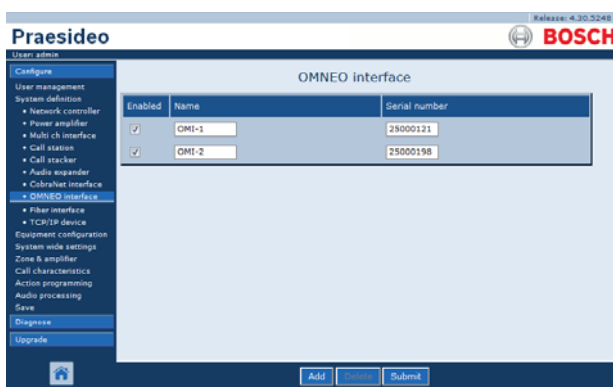 Release: 4.30.5248
Praesideo
BOSCH
User: admin
Configure
User management
System definition
• Network controller
• Power amplifier
• Multi ch interface
• Call station
• Call stacker
• Audio expander
• CobraNet interface
• OMNEO interface
• Fiber interface
• TCP/IP device
Equipment configuration
System wide settings
Zone & amplifier
Call characteristics
Action programming
Audio processing
Save
Diagnose
Upgrade
OMNEO interface
Enabled Name Serial number
OMI-1 25000121
OMI-2 25000198
Add Delete Submit